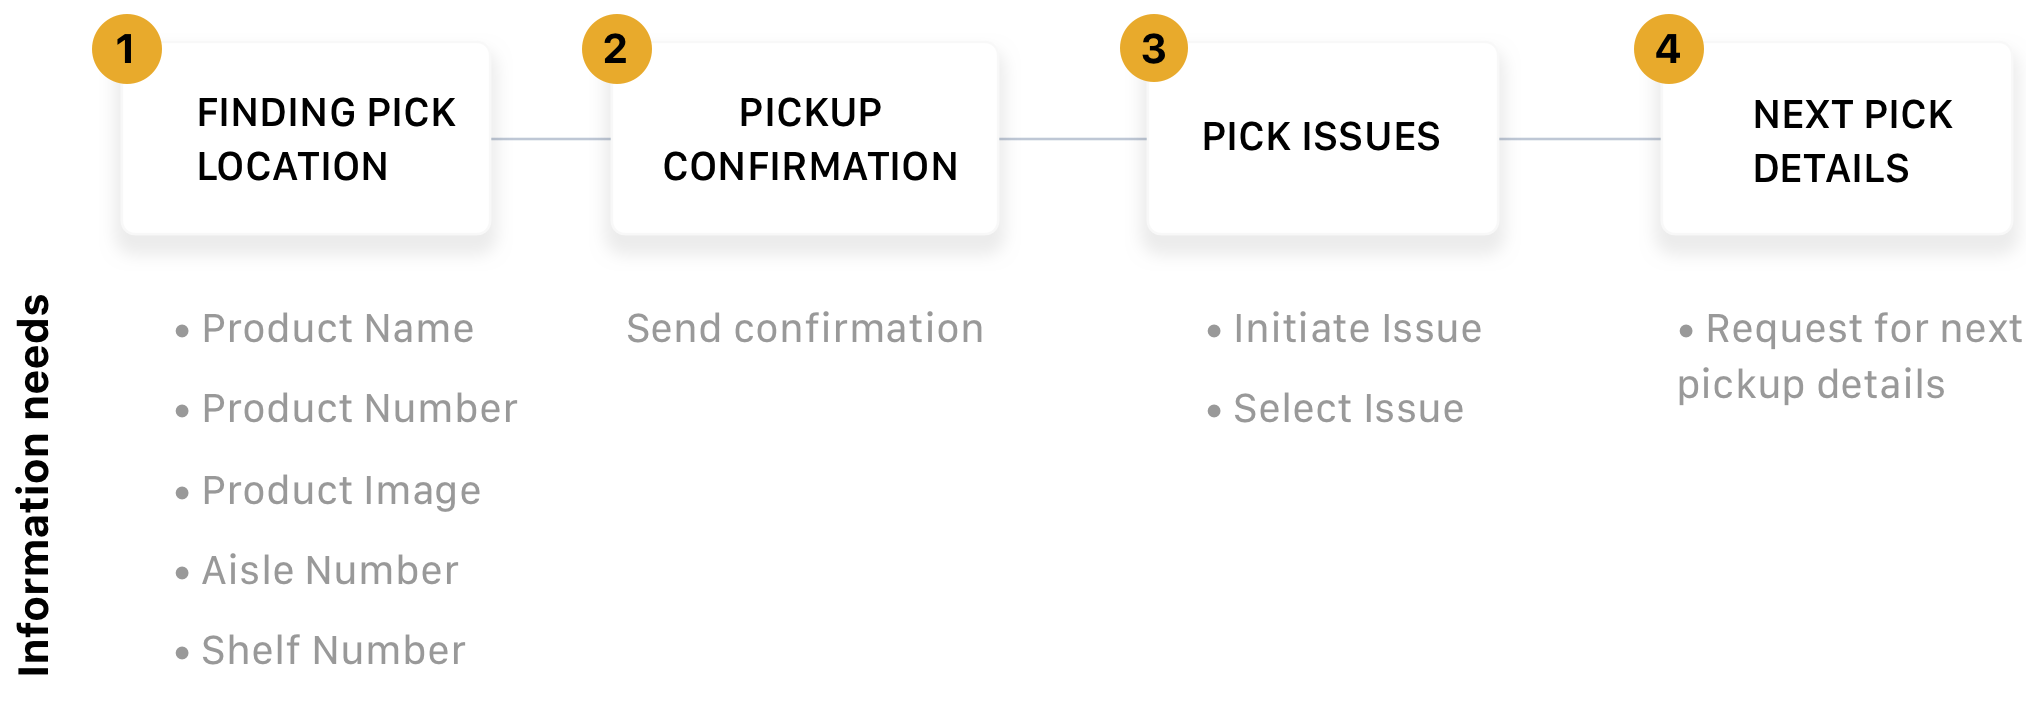 1
FINDING PICK
LOCATION
2
PICKUP
CONFIRMATION
3
PICK ISSUES
4
NEXT PICK
DETAILS
Information needs
• Product Name
• Product Number
• Product Image
• Aisle Number
• Shelf Number
Send confirmation
• Initiate Issue
• Select Issue
• Request for next
pickup details